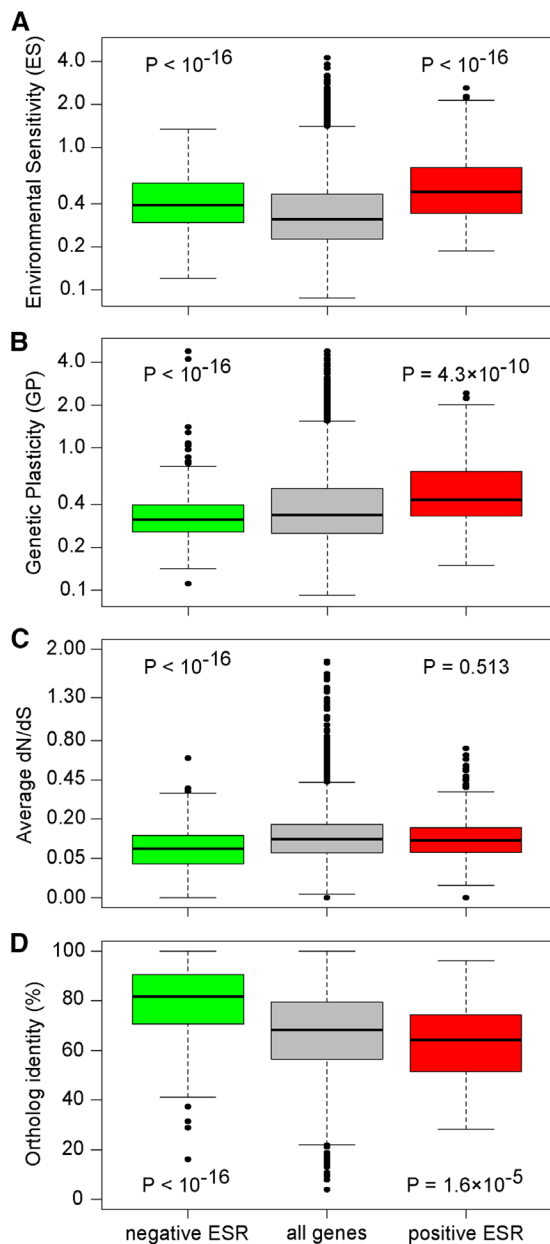 A
Environmental Sensitivity (ES)
4.0
2.0
1.0
0.4
0.2
0.1
P < 10⁻¹⁶
P < 10⁻¹⁶
B
Genetic Plasticity (GP)
4.0
2.0
1.0
0.4
0.2
0.1
P < 10⁻¹⁶
P = 4.3×10⁻¹⁰
C
Average dN/dS
2.00
1.30
0.80
0.45
0.20
0.05
0.00
P < 10⁻¹⁶
P = 0.513
D
Ortholog identity (%)
100
80
60
40
20
0
P < 10⁻¹⁶
P = 1.6×10⁻⁵
negative ESR
all genes
positive ESR